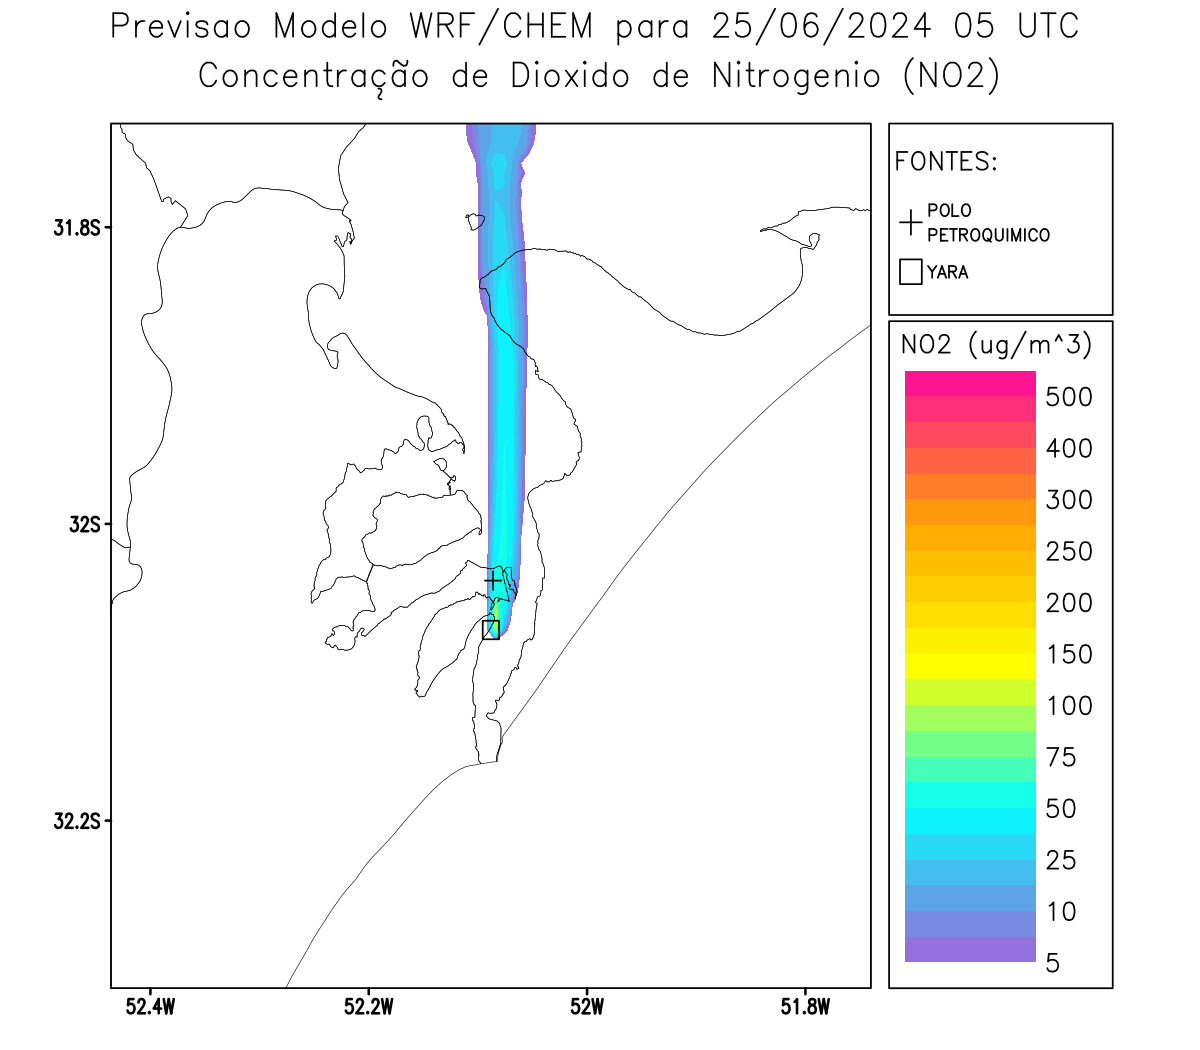 Previsao Modelo WRF/CHEM para 25/06/2024 05 UTC
Concentração de Dioxido de Nitrogenio (NO2)
FONTES:
POLO
PETROQUIMICO
YARA
31.8S
32S
32.2S
52.4W
52.2W
52W
51.8W
NO2 (ug/m^3)
500
400
300
250
200
150
100
75
50
25
10
5